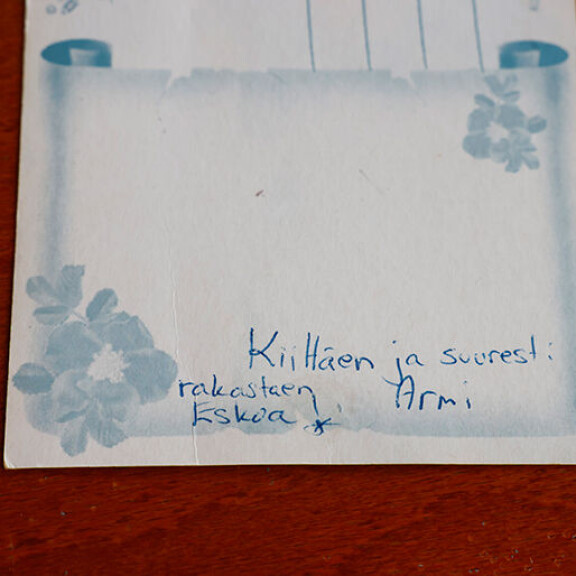 Kiittäen ja suuresti
rakastaen Armi
Eskoa